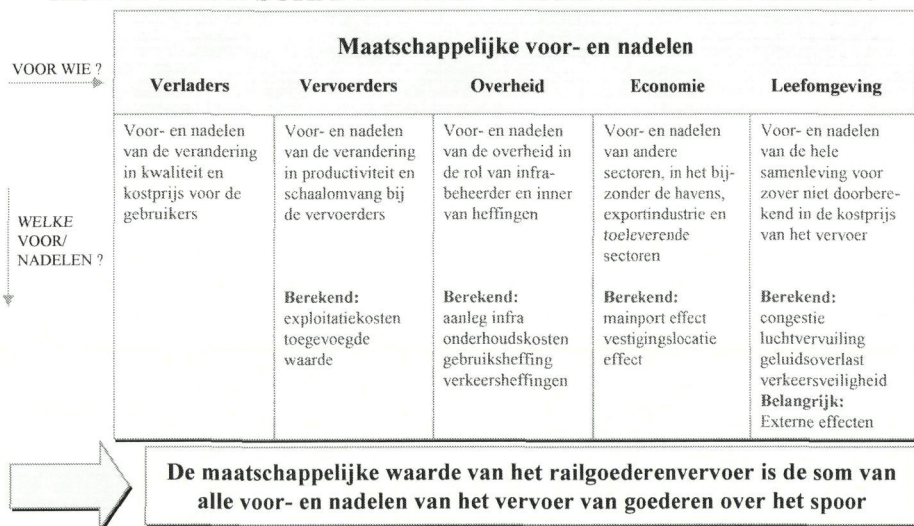 Maatschappelijke voor- en nadelen
VOOR WIE ?
Verladers
Vervoerders
Overheid
Economie
Leefomgeving
WELKE
VOOR/
NADELEN ?
Voor- en nadelen
van de verandering
in kwaliteit en
kostprijs voor de
gebruikers
Voor- en nadelen
van de verandering
in productiviteit en
schaalomvang bij
de vervoerders
Berekend:
exploitatiekosten
toegevoegde
waarde
Voor- en nadelen
van de overheid in
de rol van infra-
beheerder en inner
van heffingen
Berekend:
aanleg infra
onderhoudskosten
gebruiksheffing
verkeersheffingen
Voor- en nadelen
van andere
sectoren, in het bij-
zonder de havens,
exportindustrie en
toeleverende
sectoren
Berekend:
mainport effect
vestigingslocatie
effect
Voor- en nadelen
van de hele
samenleving voor
zover niet doorbere-
kend in de kostprijs
van het vervoer
Berekend:
congestie
luchtvervuiling
geluidsoverlast
verkeersveiligheid
Belangrijk:
Externe effecten
De maatschappelijke waarde van het railgoederenvervoer is de som van
alle voor- en nadelen van het vervoer van goederen over het spoor